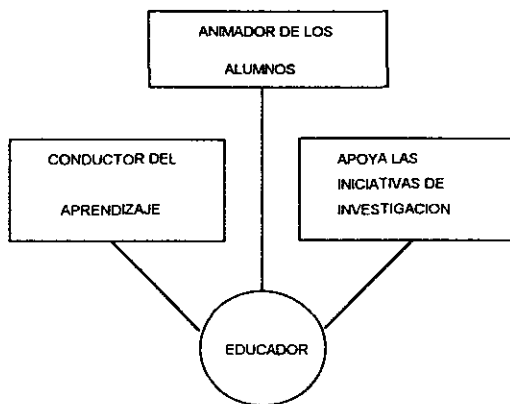 ANIMADOR DE LOS
ALUMNOS
CONDUCTOR DEL
APRENDIZAJE
APOYA LAS
INICIATIVAS DE
INVESTIGACION
EDUCADOR